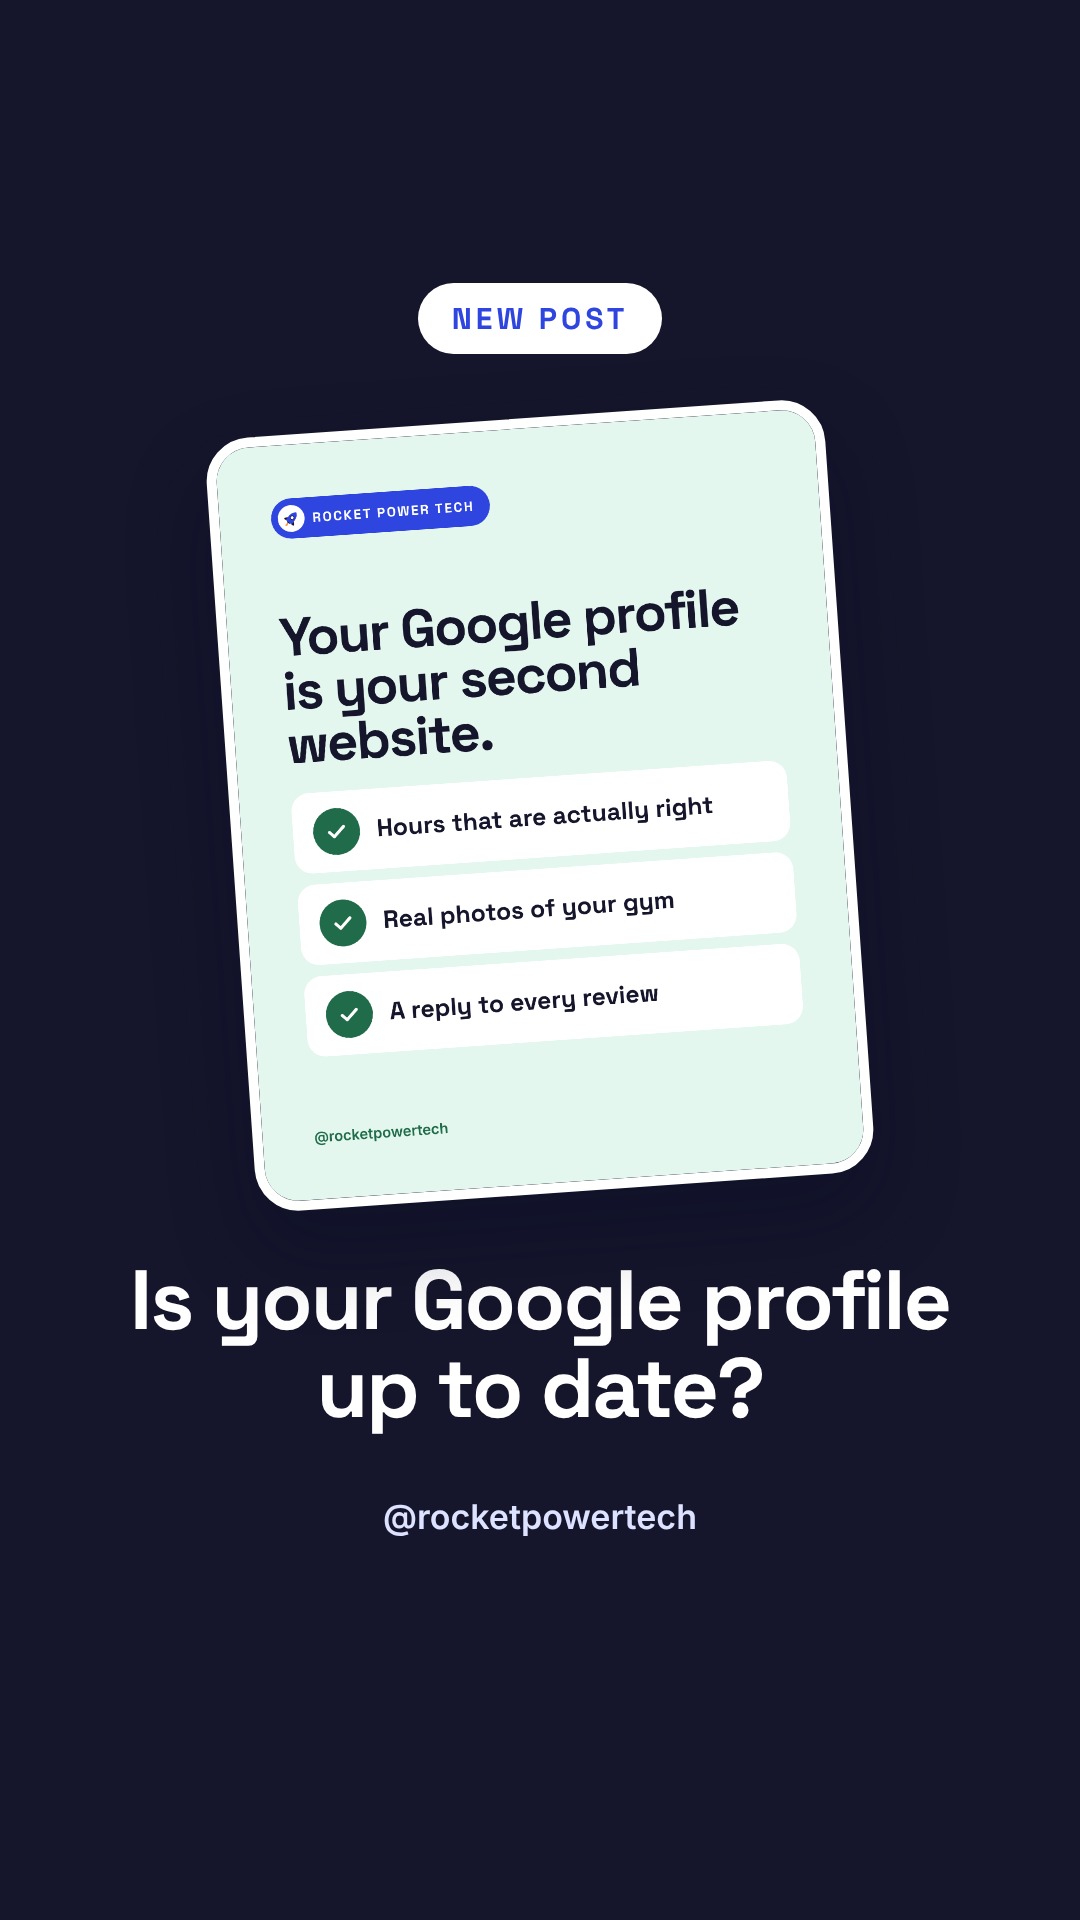 NEW POST
ROCKET POWER TECH
Your Google profile
is your second
website.
Hours that are actually right
Real photos of your gym
A reply to every review
@rocketpowertech
Is your Google profile
up to date?
@rocketpowertech